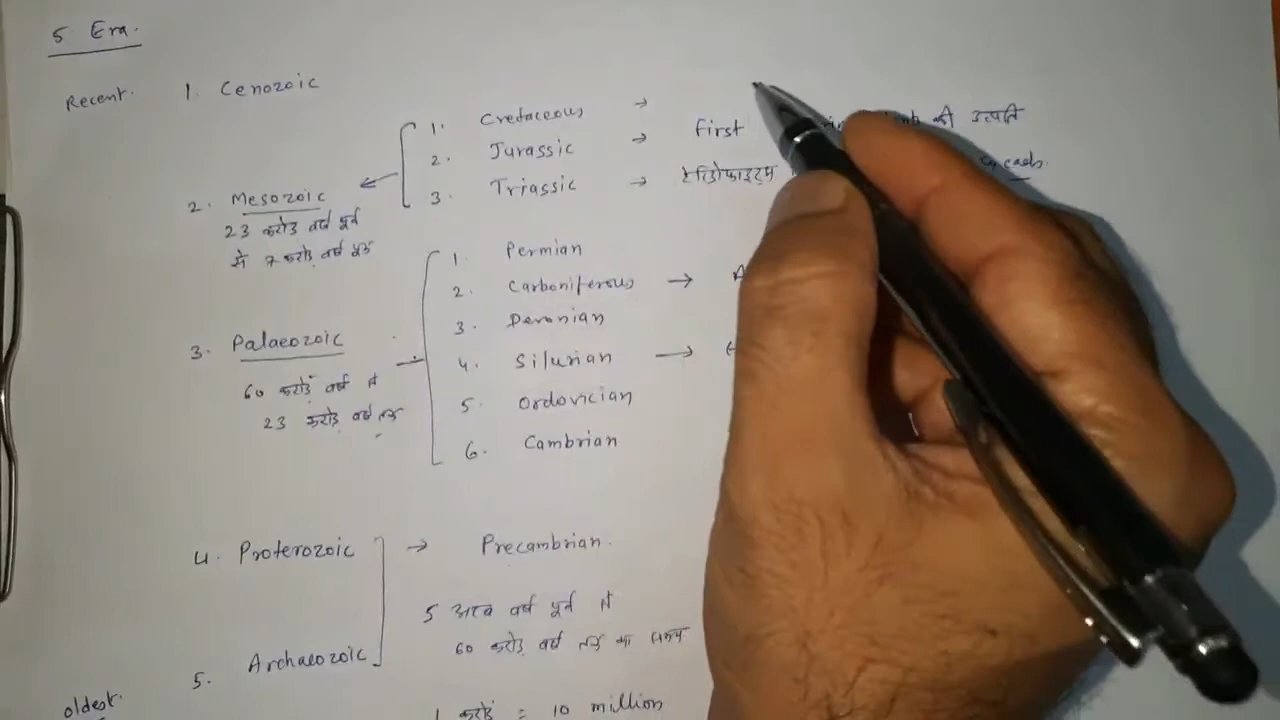 5 Era.
Recent. 1. Cenozoic
1. Cretaceous →
2. Jurassic → First की उत्पत्ति
3. Triassic → टेरिडोफाइट्स
2. Mesozoic
23 करोड़ वर्ष पूर्व
से 7 करोड़ वर्ष पूर्व
1. Permian
2. Carboniferous →
3. Devonian
4. Silurian →
5. Ordovician
6. Cambrian
3. Palaeozoic
60 करोड़ वर्ष से
23 करोड़ वर्ष तक
4. Proterozoic → Precambrian.
5 अरब वर्ष पूर्व से
60 करोड़ वर्ष तक का समय
5. Archaeozoic
oldest.
1 करोड़ = 10 million